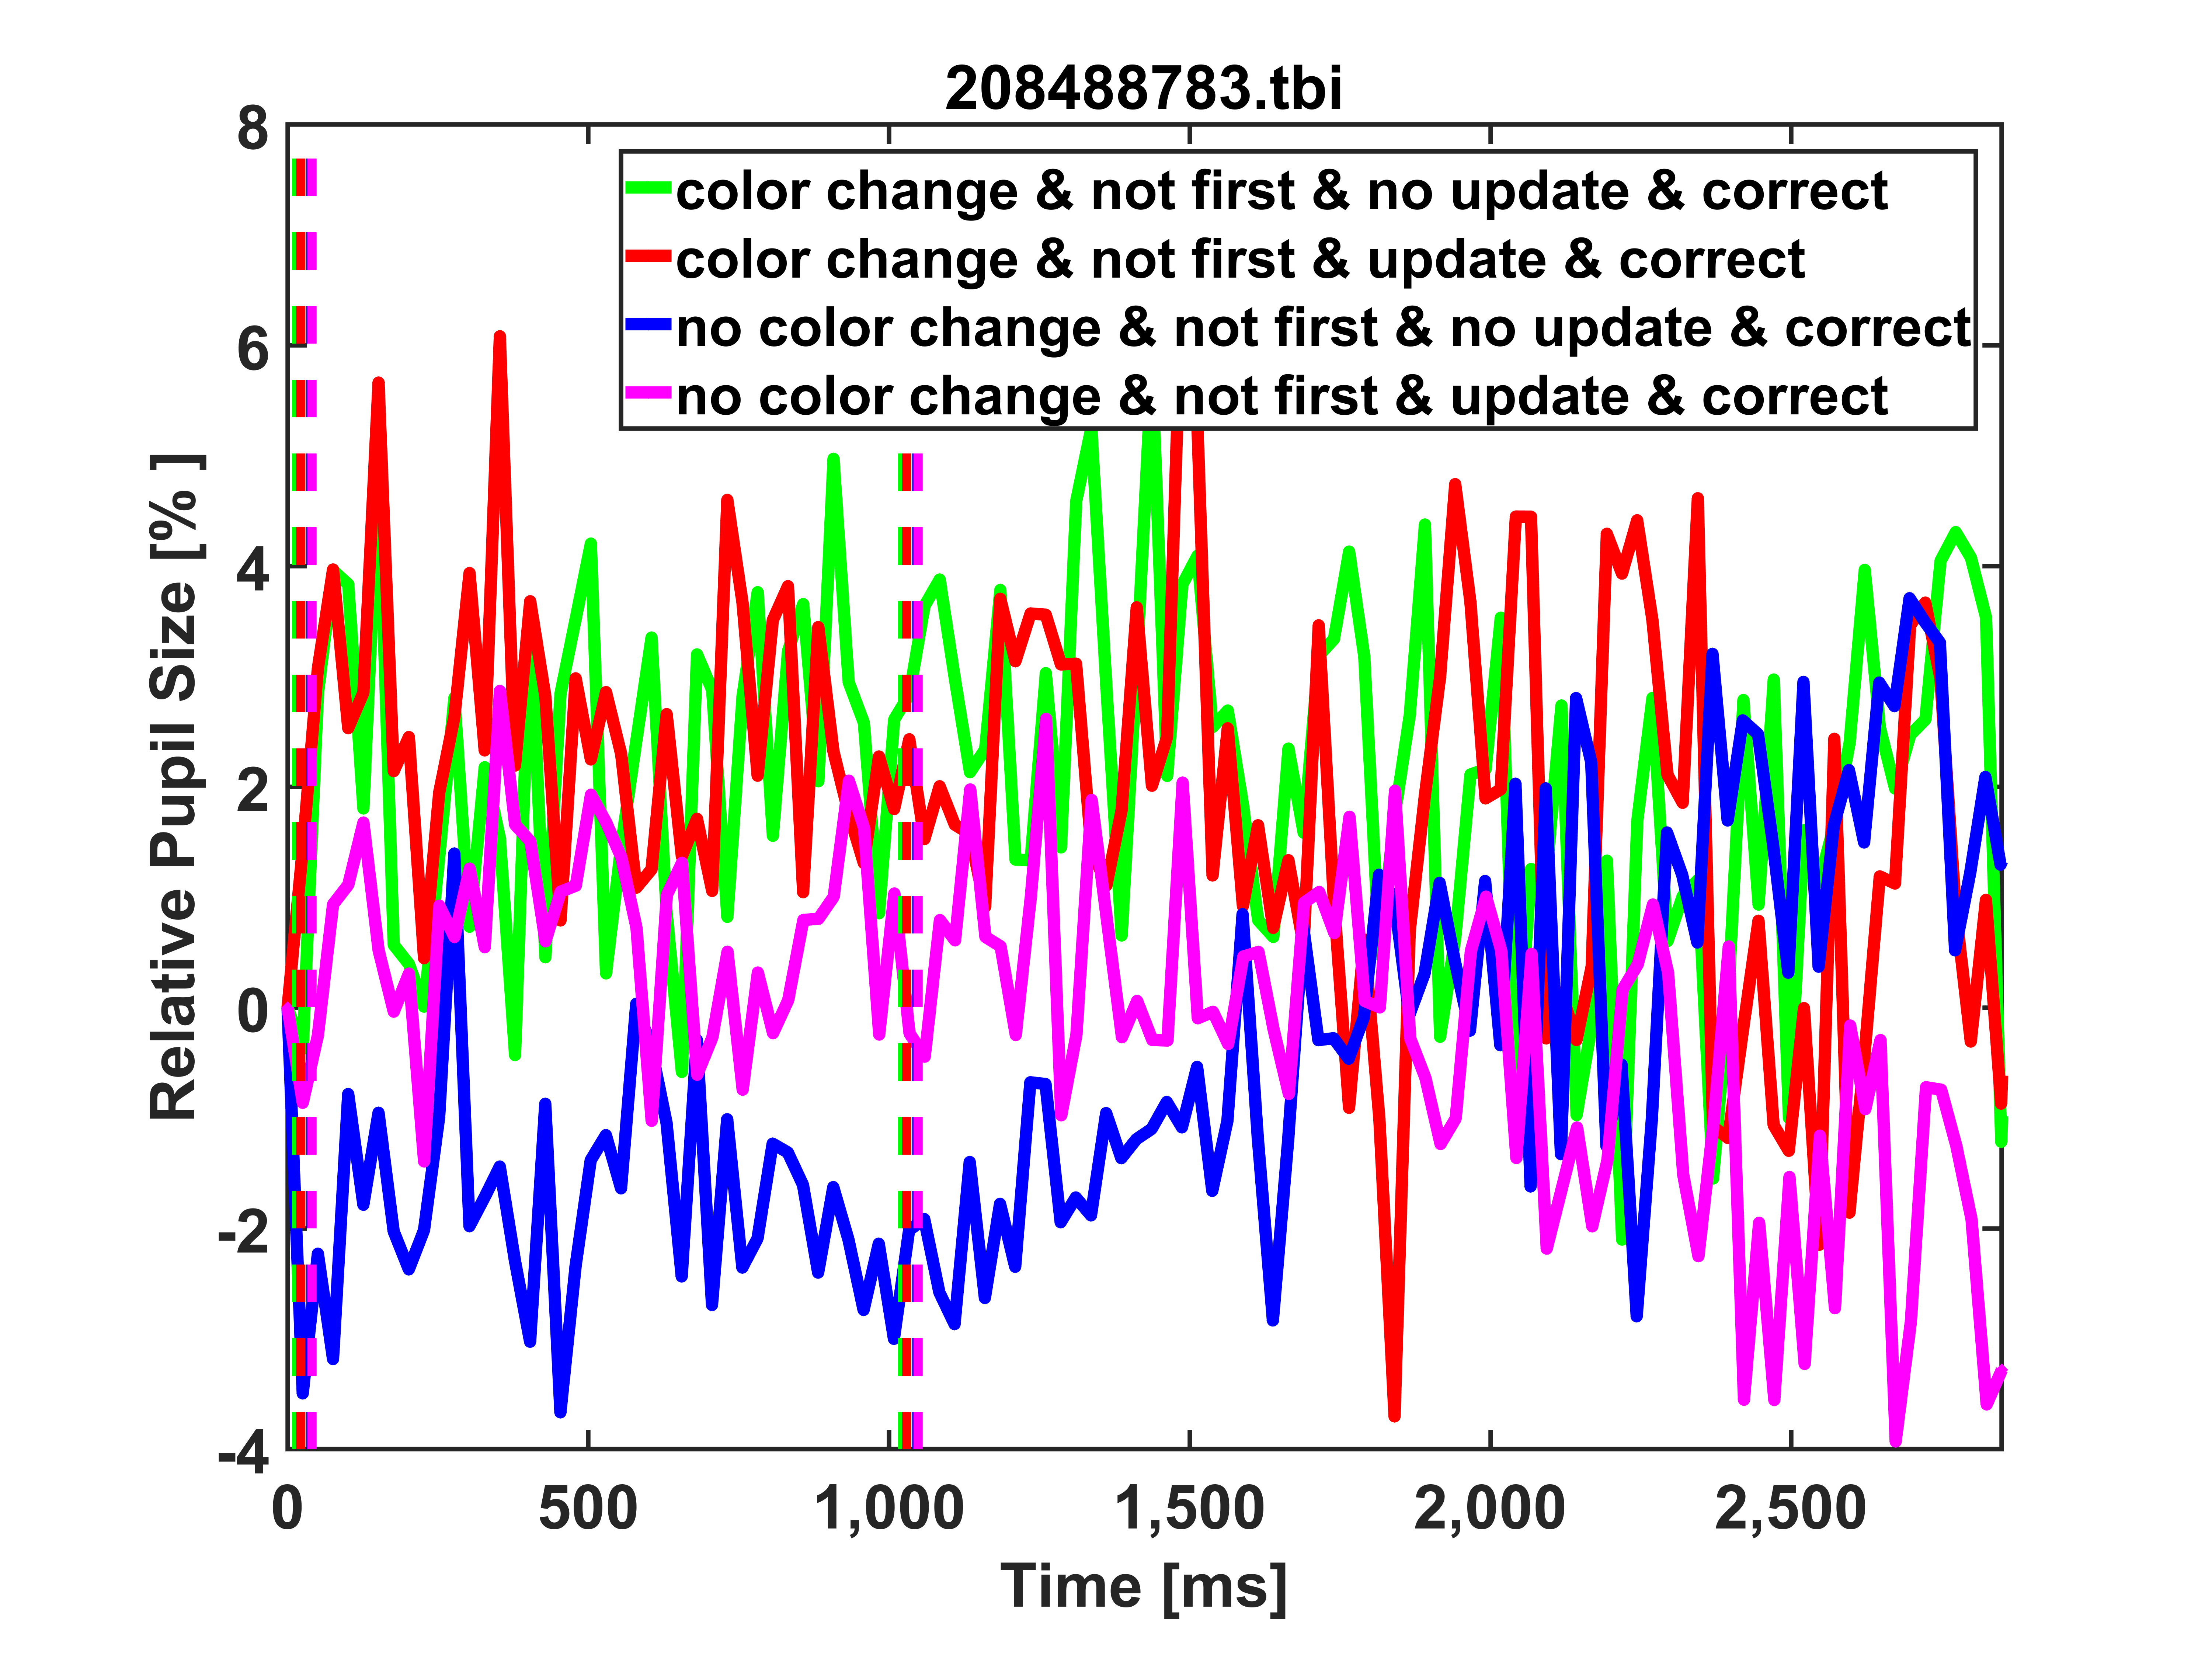 208488783.tbi
8
6
4
2
0
-2
-4
Relative Pupil Size [% ]
color change & not first & no update & correct
color change & not first & update & correct
no color change & not first & no update & correct
no color change & not first & update & correct
0 500 1,000 1,500 2,000 2,500
Time [ms]